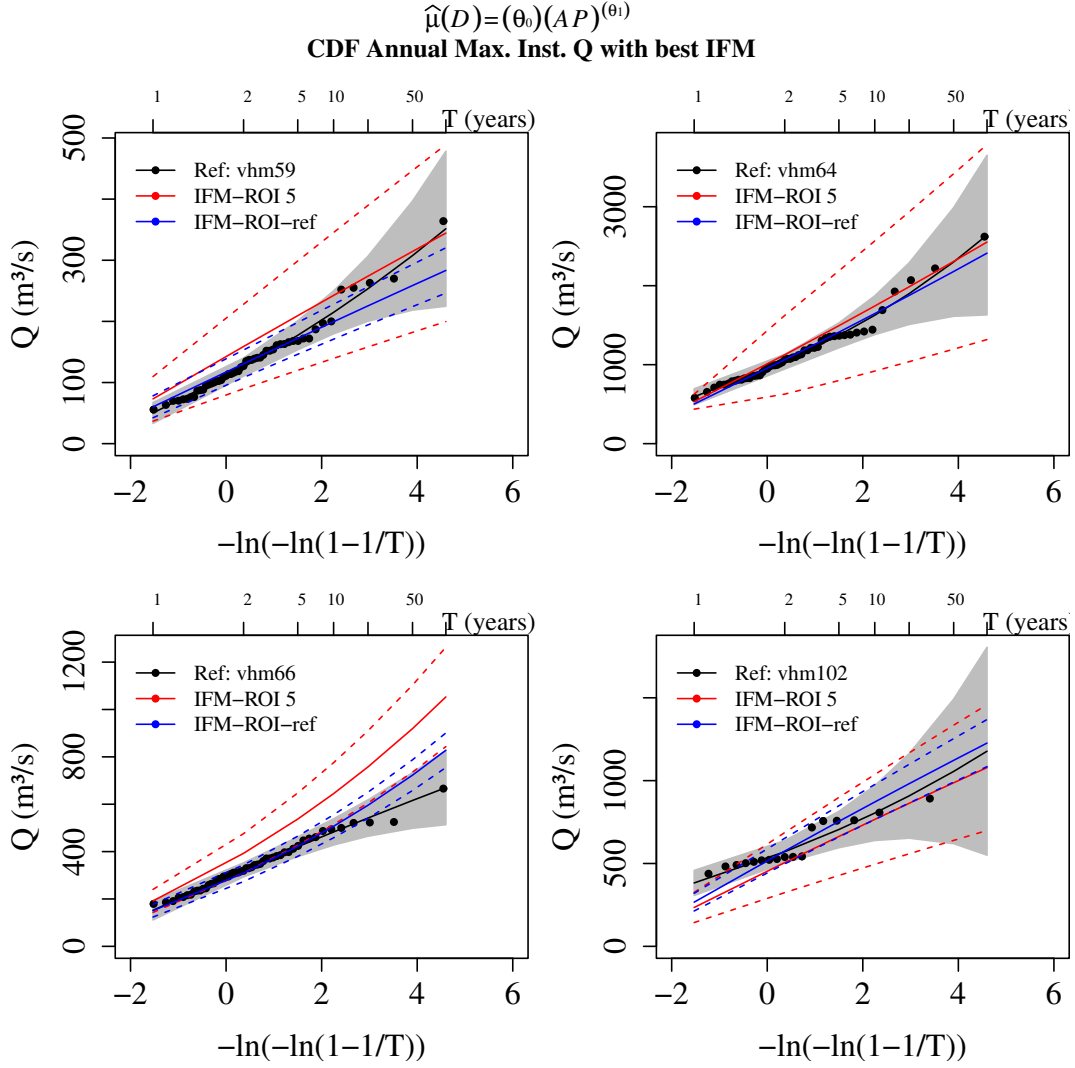 μ̂(D)=(θ₀)(AP)^(θ₁)
CDF Annual Max. Inst. Q with best IFM
1 2 5 10 50
T (years)
500
300
100
0
Q (m³/s)
Ref: vhm59
IFM−ROI 5
IFM−ROI−ref
−2 0 2 4 6
−ln(−ln(1−1/T))
1 2 5 10 50
T (years)
3000
1000
0
Q (m³/s)
Ref: vhm64
IFM−ROI 5
IFM−ROI−ref
−2 0 2 4 6
−ln(−ln(1−1/T))
1 2 5 10 50
T (years)
1200
800
400
0
Q (m³/s)
Ref: vhm66
IFM−ROI 5
IFM−ROI−ref
−2 0 2 4 6
−ln(−ln(1−1/T))
1 2 5 10 50
T (years)
1000
500
0
Q (m³/s)
Ref: vhm102
IFM−ROI 5
IFM−ROI−ref
−2 0 2 4 6
−ln(−ln(1−1/T))